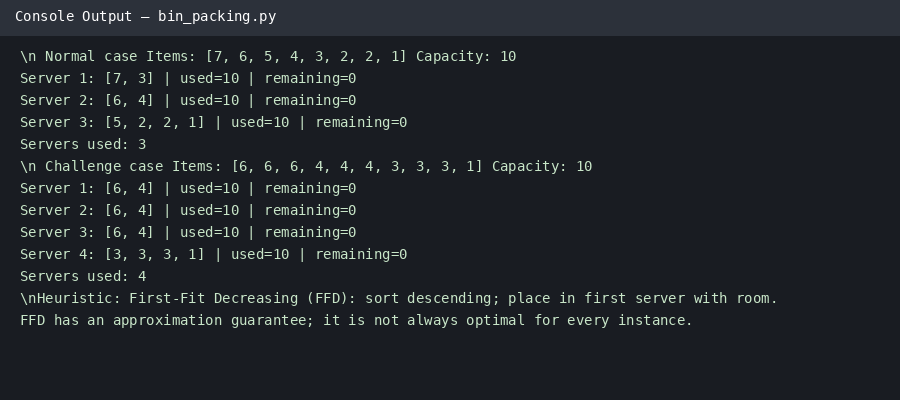 Console Output — bin_packing.py
\n Normal case Items: [7, 6, 5, 4, 3, 2, 2, 1] Capacity: 10
Server 1: [7, 3] | used=10 | remaining=0
Server 2: [6, 4] | used=10 | remaining=0
Server 3: [5, 2, 2, 1] | used=10 | remaining=0
Servers used: 3
\n Challenge case Items: [6, 6, 6, 4, 4, 4, 3, 3, 3, 1] Capacity: 10
Server 1: [6, 4] | used=10 | remaining=0
Server 2: [6, 4] | used=10 | remaining=0
Server 3: [6, 4] | used=10 | remaining=0
Server 4: [3, 3, 3, 1] | used=10 | remaining=0
Servers used: 4
\nHeuristic: First-Fit Decreasing (FFD): sort descending; place in first server with room.
FFD has an approximation guarantee; it is not always optimal for every instance.